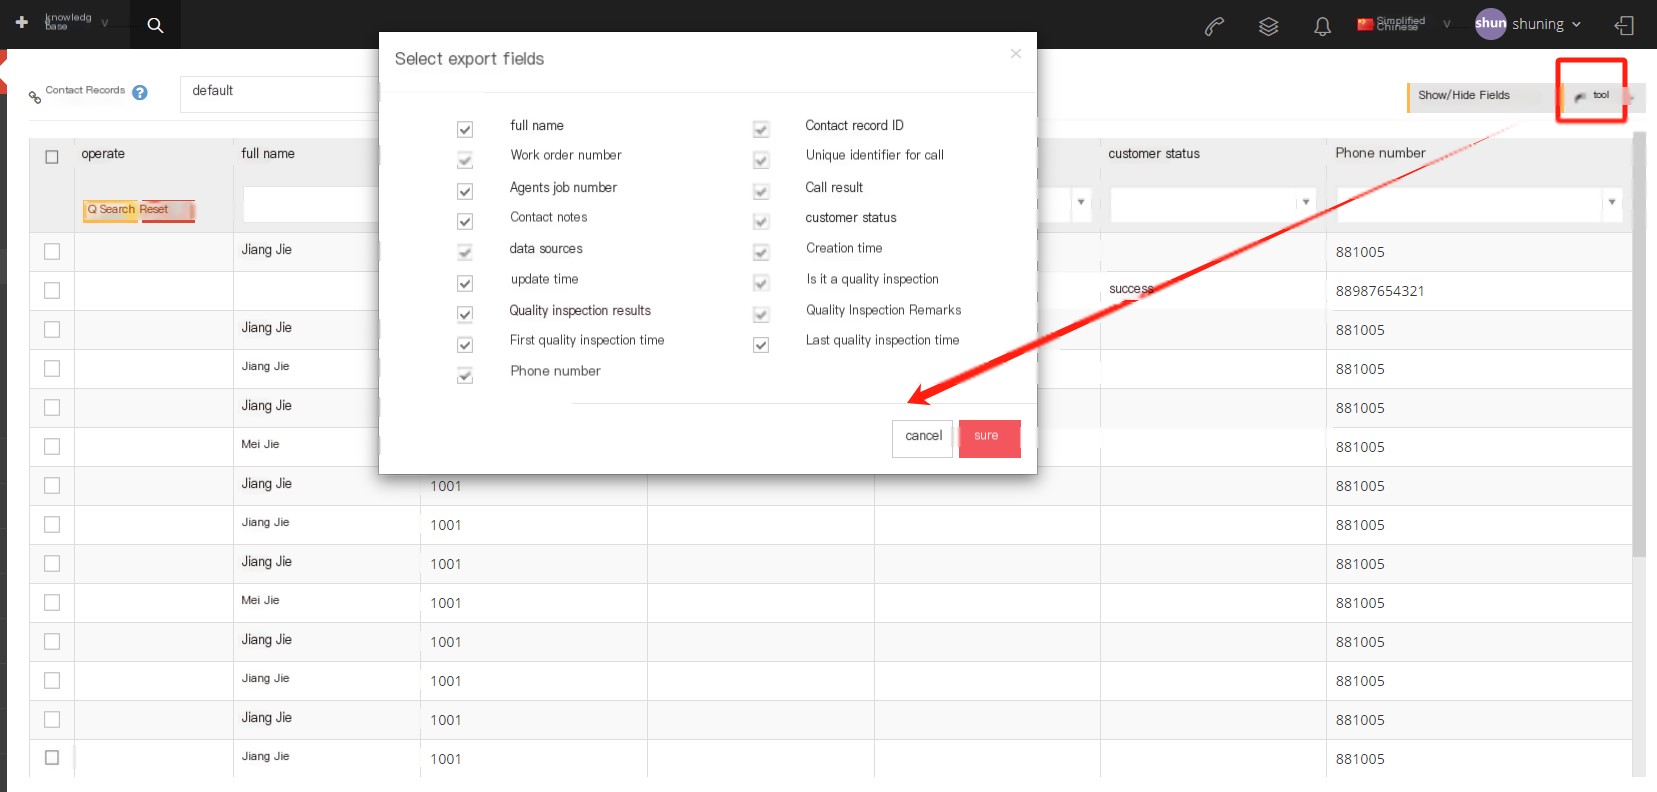 knowledg
base
Simplified
Chinese
shun
shuning
Select export fields
Contact Records
default
Show/Hide Fields
tool
full name
Contact record ID
Work order number
Unique identifier for call
Agents job number
Call result
Contact notes
customer status
data sources
Creation time
update time
Is it a quality inspection
Quality inspection results
Quality Inspection Remarks
First quality inspection time
Last quality inspection time
Phone number
cancel
sure
operate
full name
customer status
Phone number
Search Reset
Jiang Jie
881005
success
88987654321
Jiang Jie
881005
Jiang Jie
881005
Jiang Jie
881005
Mei Jie
881005
Jiang Jie
1001
881005
Jiang Jie
1001
881005
Jiang Jie
1001
881005
Mei Jie
1001
881005
Jiang Jie
1001
881005
Jiang Jie
1001
881005
Jiang Jie
1001
881005
Jiang Jie
1001
881005